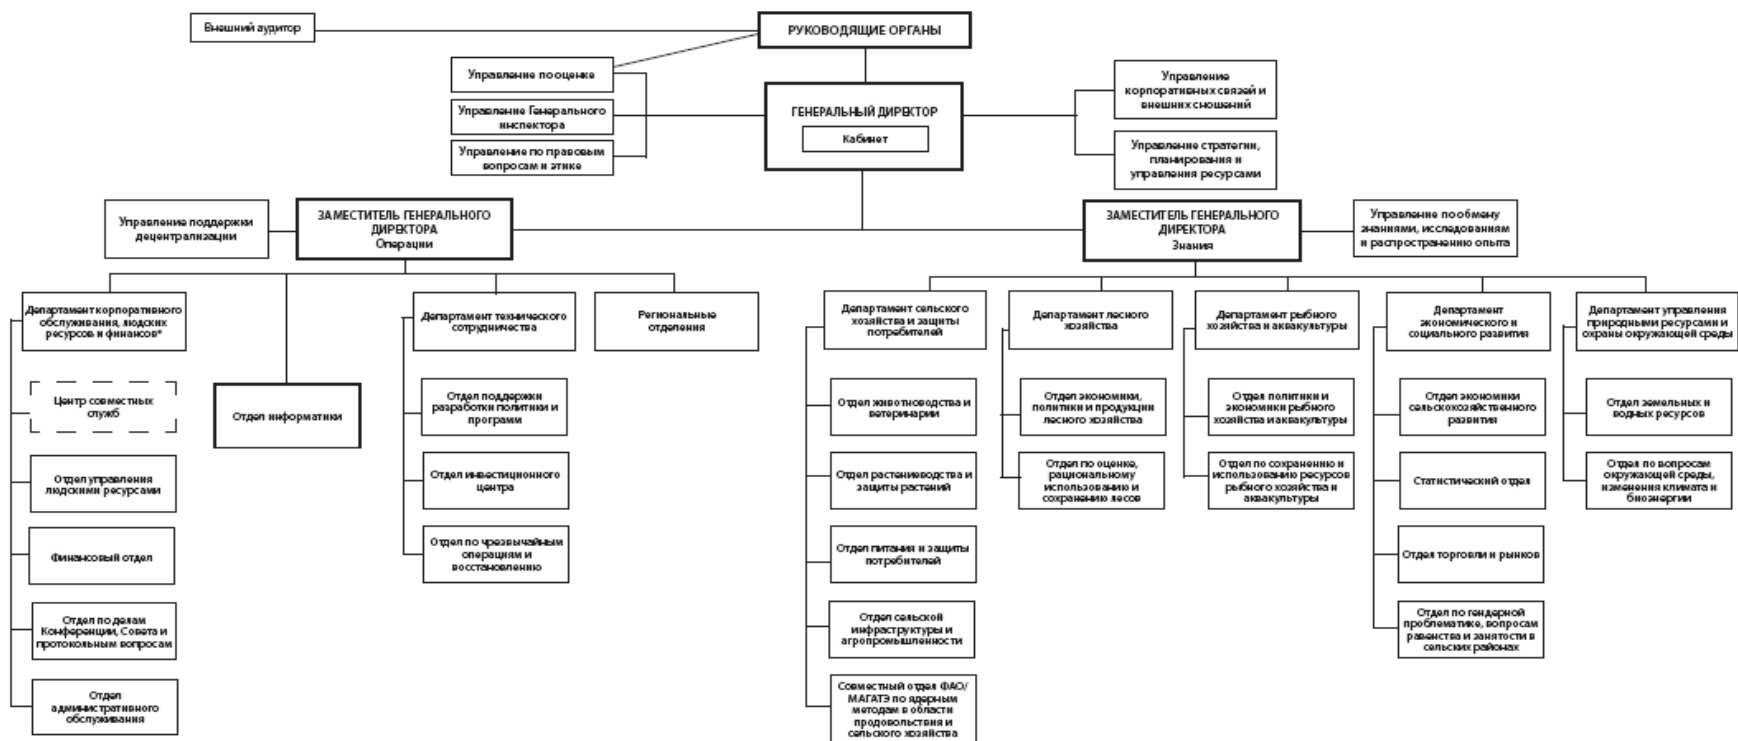 Внешний аудитор
РУКОВОДЯЩИЕ ОРГАНЫ
Управление по оценке
Управление Генерального
инспектора
Управление по правовым
вопросам и этике
ГЕНЕРАЛЬНЫЙ ДИРЕКТОР
Кабинет
Управление
корпоративных связей и
внешних сношений
Управление стратегии,
планирования и
управления ресурсами
Управление поддержки
децентрализации
ЗАМЕСТИТЕЛЬ ГЕНЕРАЛЬНОГО
ДИРЕКТОРА
Операции
ЗАМЕСТИТЕЛЬ ГЕНЕРАЛЬНОГО
ДИРЕКТОРА
Знания
Управление по обмену
знаниями, исследованиям
и распространению опыта
Департамент корпоративного
обслуживания, людских
ресурсов и финансов*
Центр совместных
служб
Отдел управления
людскими ресурсами
Финансовый отдел
Отдел по делам
Конференции, Совета и
протокольным вопросам
Отдел
административного
обслуживания
Отдел информатики
Департамент технического
сотрудничества
Отдел поддержки
разработки политики и
программ
Отдел инвестиционного
центра
Отдел по чрезвычайным
операциям и
восстановлению
Региональные
отделения
Департамент сельского
хозяйства и защиты
потребителей
Отдел животноводства и
ветеринарии
Отдел растениеводства и
защиты растений
Отдел питания и защиты
потребителей
Отдел сельской
инфраструктуры и
агропромышленности
Совместный отдел ФАО/
МАГАТЭ по ядерным
методам в области
продовольствия и
сельского хозяйства
Департамент лесного
хозяйства
Отдел экономики,
политики и продукции
лесного хозяйства
Отдел по оценке,
рациональному
использованию и
сохранению лесов
Департамент рыбного
хозяйства и аквакультуры
Отдел политики и
экономики рыбного
хозяйства и аквакультуры
Отдел по сохранению и
использованию ресурсов
рыбного хозяйства и
аквакультуры
Департамент
экономического и
социального развития
Отдел экономики
сельскохозяйственного
развития
Статистический отдел
Отдел торговли и рынков
Отдел по гендерной
проблематике, вопросам
равенства и занятости в
сельских районах
Департамент управления
природными ресурсами и
охраны окружающей среды
Отдел земельных и
водных ресурсов
Отдел по вопросам
окружающей среды,
изменения климата и
биоэнергии